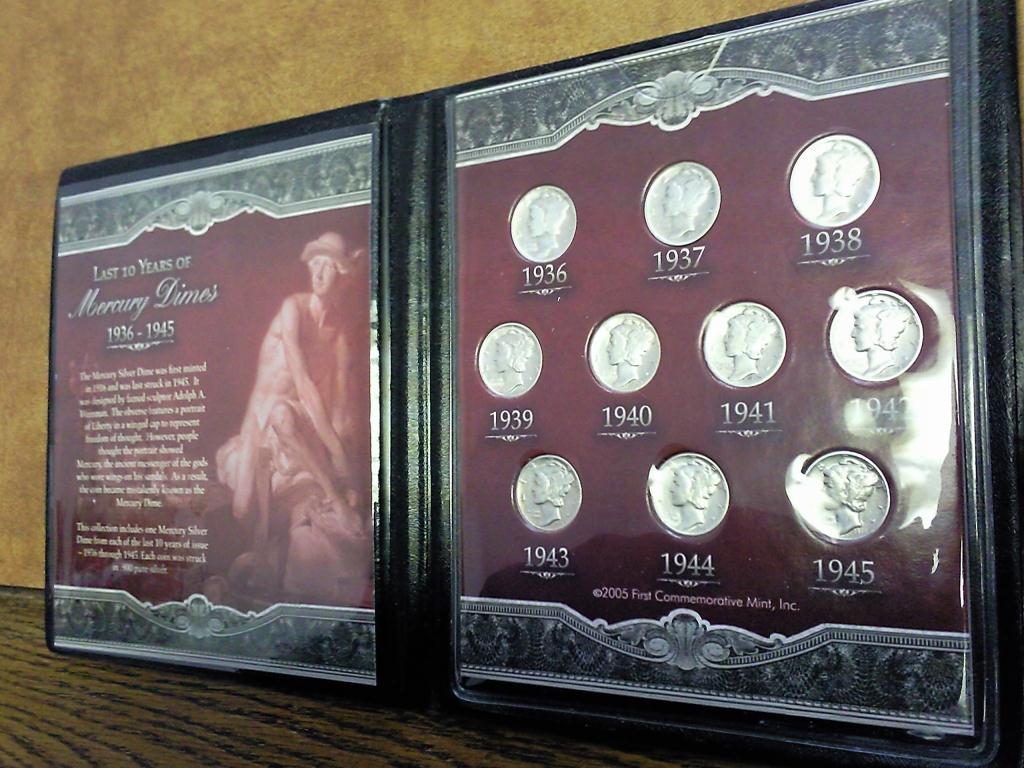 LAST 10 YEARS OF
Mercury Dimes
1936 - 1945
The Mercury Silver Dime was first minted
in 1916 and was last struck in 1945. It
was designed by famed sculptor Adolph A.
Weinman. The obverse features a portrait
of Liberty in a winged cap to represent
freedom of thought. However, people
thought the portrait showed
Mercury, the ancient messenger of the gods
who wore wings on his sandals. As a result,
the coin became mistakenly known as the
Mercury Dime.
This collection includes one Mercury Silver
Dime from each of the last 10 years of issue
– 1936 through 1945. Each coin was struck
in .900 pure silver.
1936
1937
1938
1939
1940
1941
1942
1943
1944
1945
©2005 First Commemorative Mint, Inc.